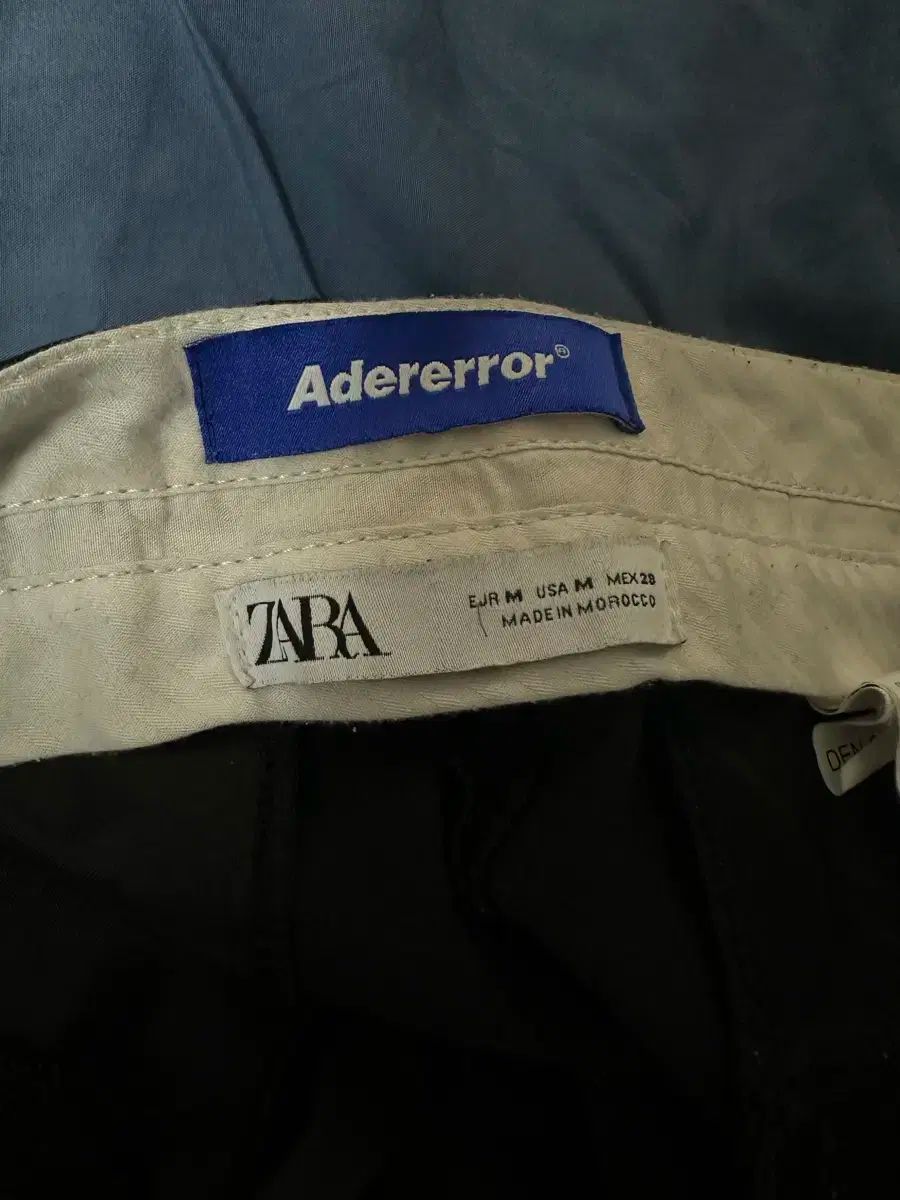 Adererror®
ZARA
EUR M USA M MEX 28
MADE IN MOROCCO